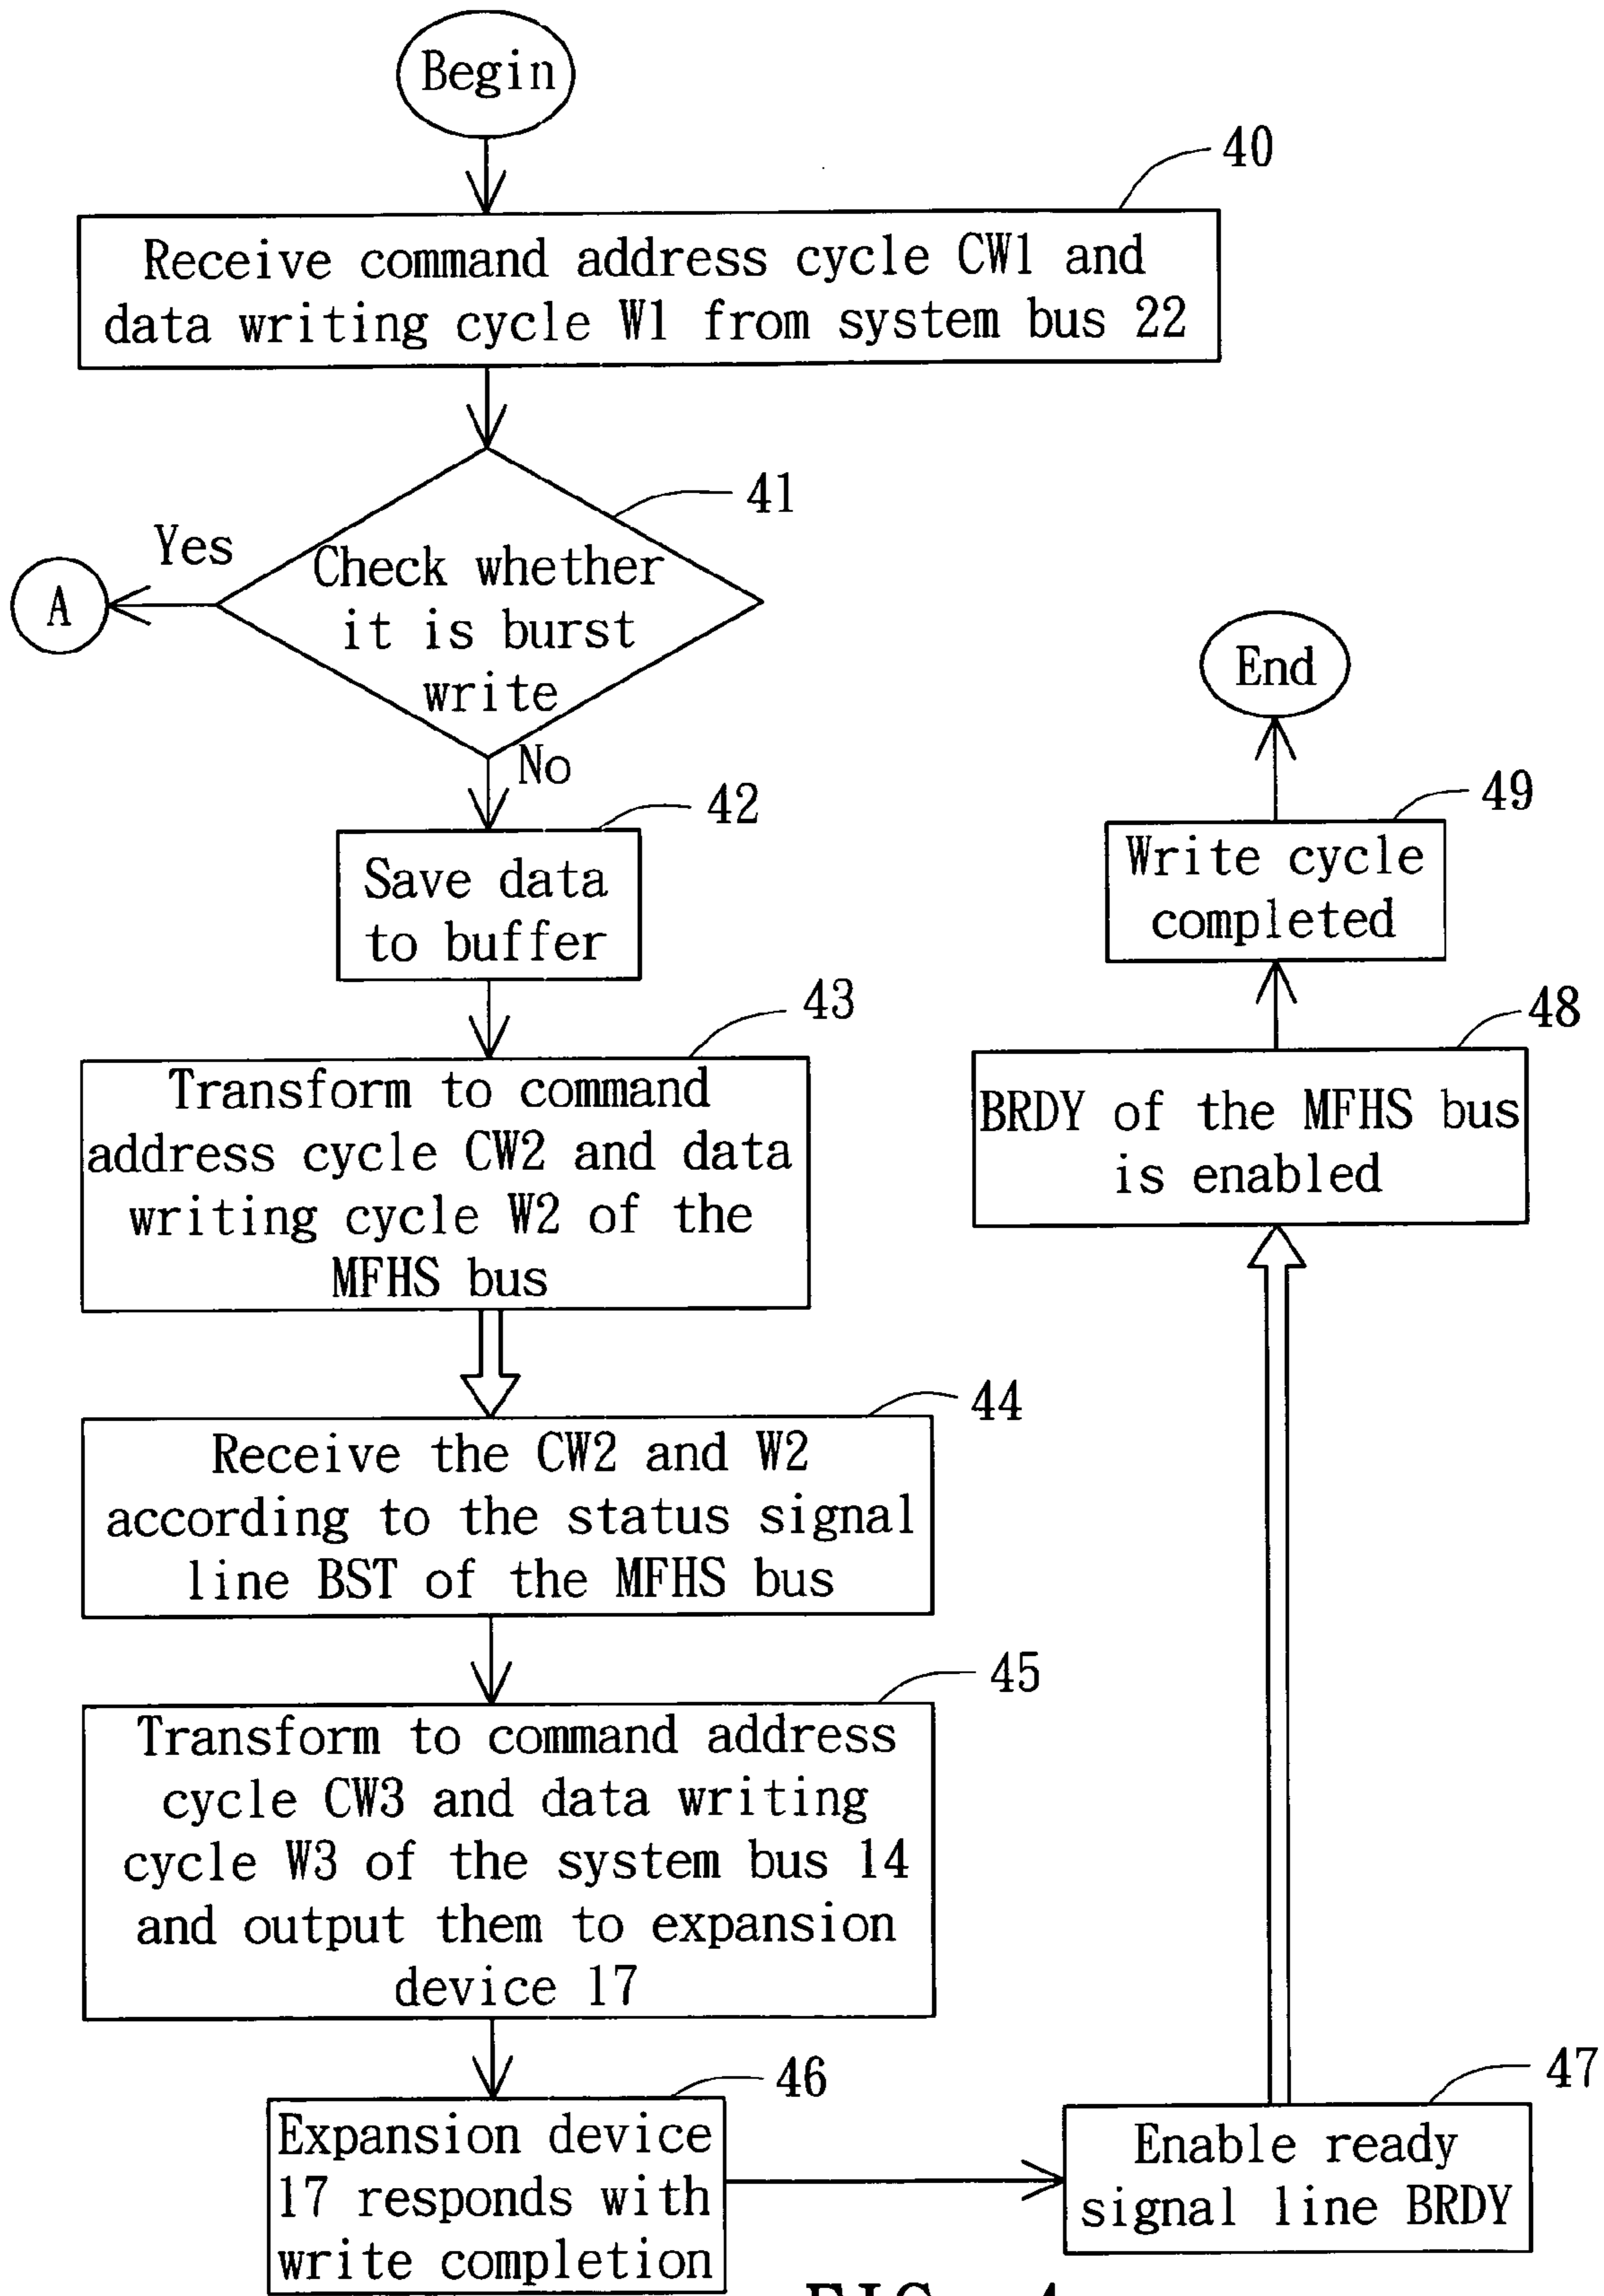 Begin
40
Receive command address cycle CW1 and
data writing cycle W1 from system bus 22
41
Yes
A
Check whether
it is burst
write
No
42
Save data
to buffer
43
Transform to command
address cycle CW2 and data
writing cycle W2 of the
MFHS bus
44
Receive the CW2 and W2
according to the status signal
line BST of the MFHS bus
45
Transform to command address
cycle CW3 and data writing
cycle W3 of the system bus 14
and output them to expansion
device 17
46
Expansion device
17 responds with
write completion
47
Enable ready
signal line BRDY
48
BRDY of the MFHS bus
is enabled
49
Write cycle
completed
End